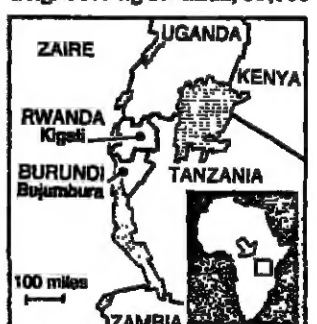 UGANDA
ZAIRE
KENYA
RWANDA
Kigali
BURUNDI
Bujumbura
TANZANIA
100 miles
ZAMBIA